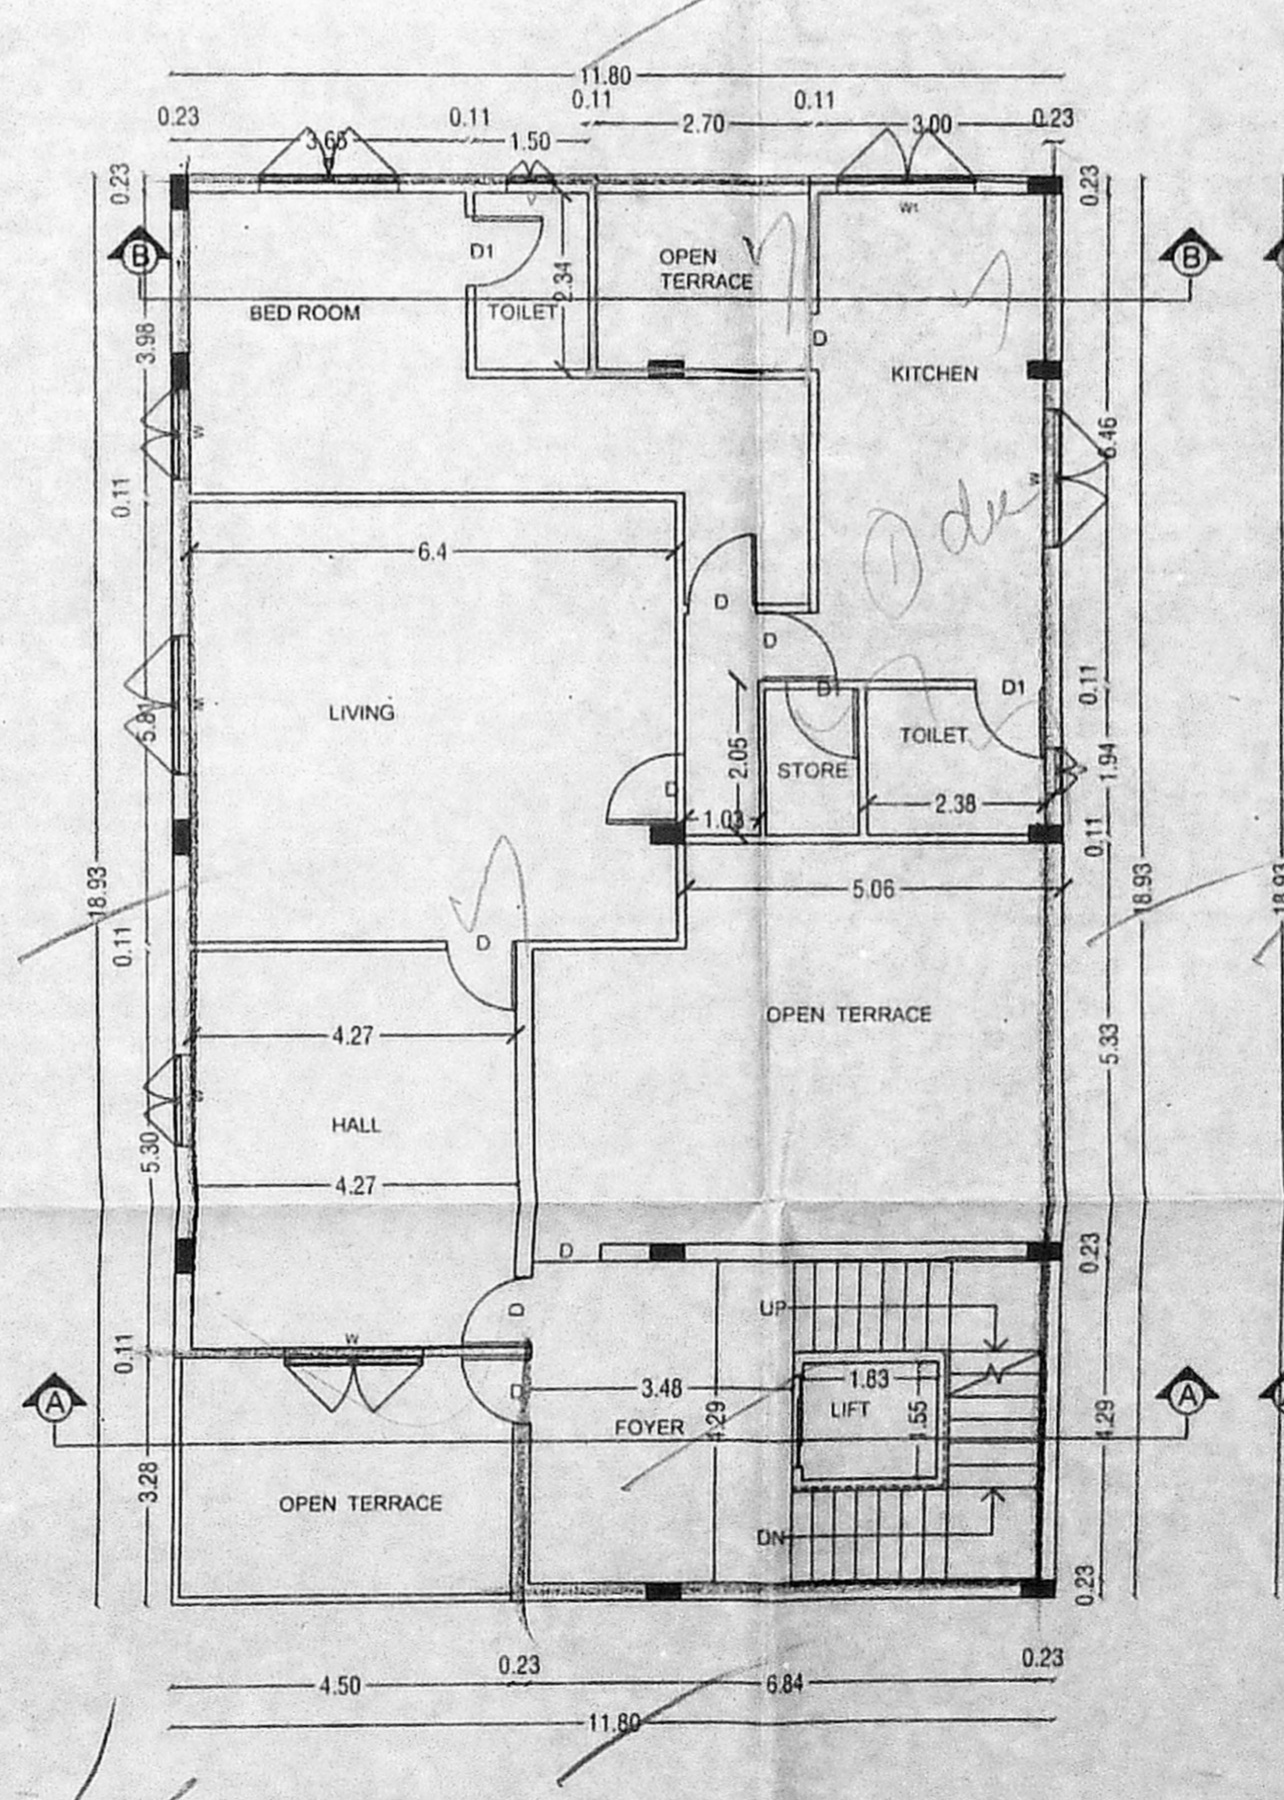 11.80
0.23 0.11 0.11 0.11 0.23
3.65 1.50 2.70 3.00
0.23 0.23
W1
B D1 OPEN B
TERRACE
2.34
BED ROOM TOILET
3.98 D
KITCHEN
W 6.46
W
0.11
6.4
D
D
0.11
D1 D1
5.81 W LIVING
TOILET
2.05 STORE 1.94
D
1.03 2.38
0.11
18.93 5.06 18.93 18.93
0.11 D
OPEN TERRACE
4.27 5.33
W
HALL
5.30
4.27
D 0.23
D UP
W
0.11
3.48 1.63
D
A LIFT A
FOYER 4.29 1.55 4.29
3.28
OPEN TERRACE
DN
0.23
0.23 0.23
4.50 6.84
11.80